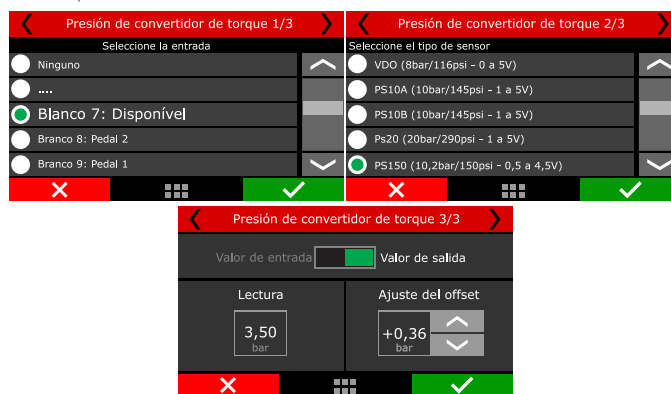 Presión de convertidor de torque 1/3
Seleccione la entrada
Ninguno
....
Blanco 7: Disponível
Branco 8: Pedal 2
Branco 9: Pedal 1
Presión de convertidor de torque 2/3
Seleccione el tipo de sensor
VDO (8bar/116psi - 0 a 5V)
PS10A (10bar/145psi - 1 a 5V)
PS10B (10bar/145psi - 1 a 5V)
Ps20 (20bar/290psi - 1 a 5V)
PS150 (10,2bar/150psi - 0,5 a 4,5V)
Presión de convertidor de torque 3/3
Valor de entrada Valor de salida
Lectura Ajuste del offset
3,50 +0,36
bar bar